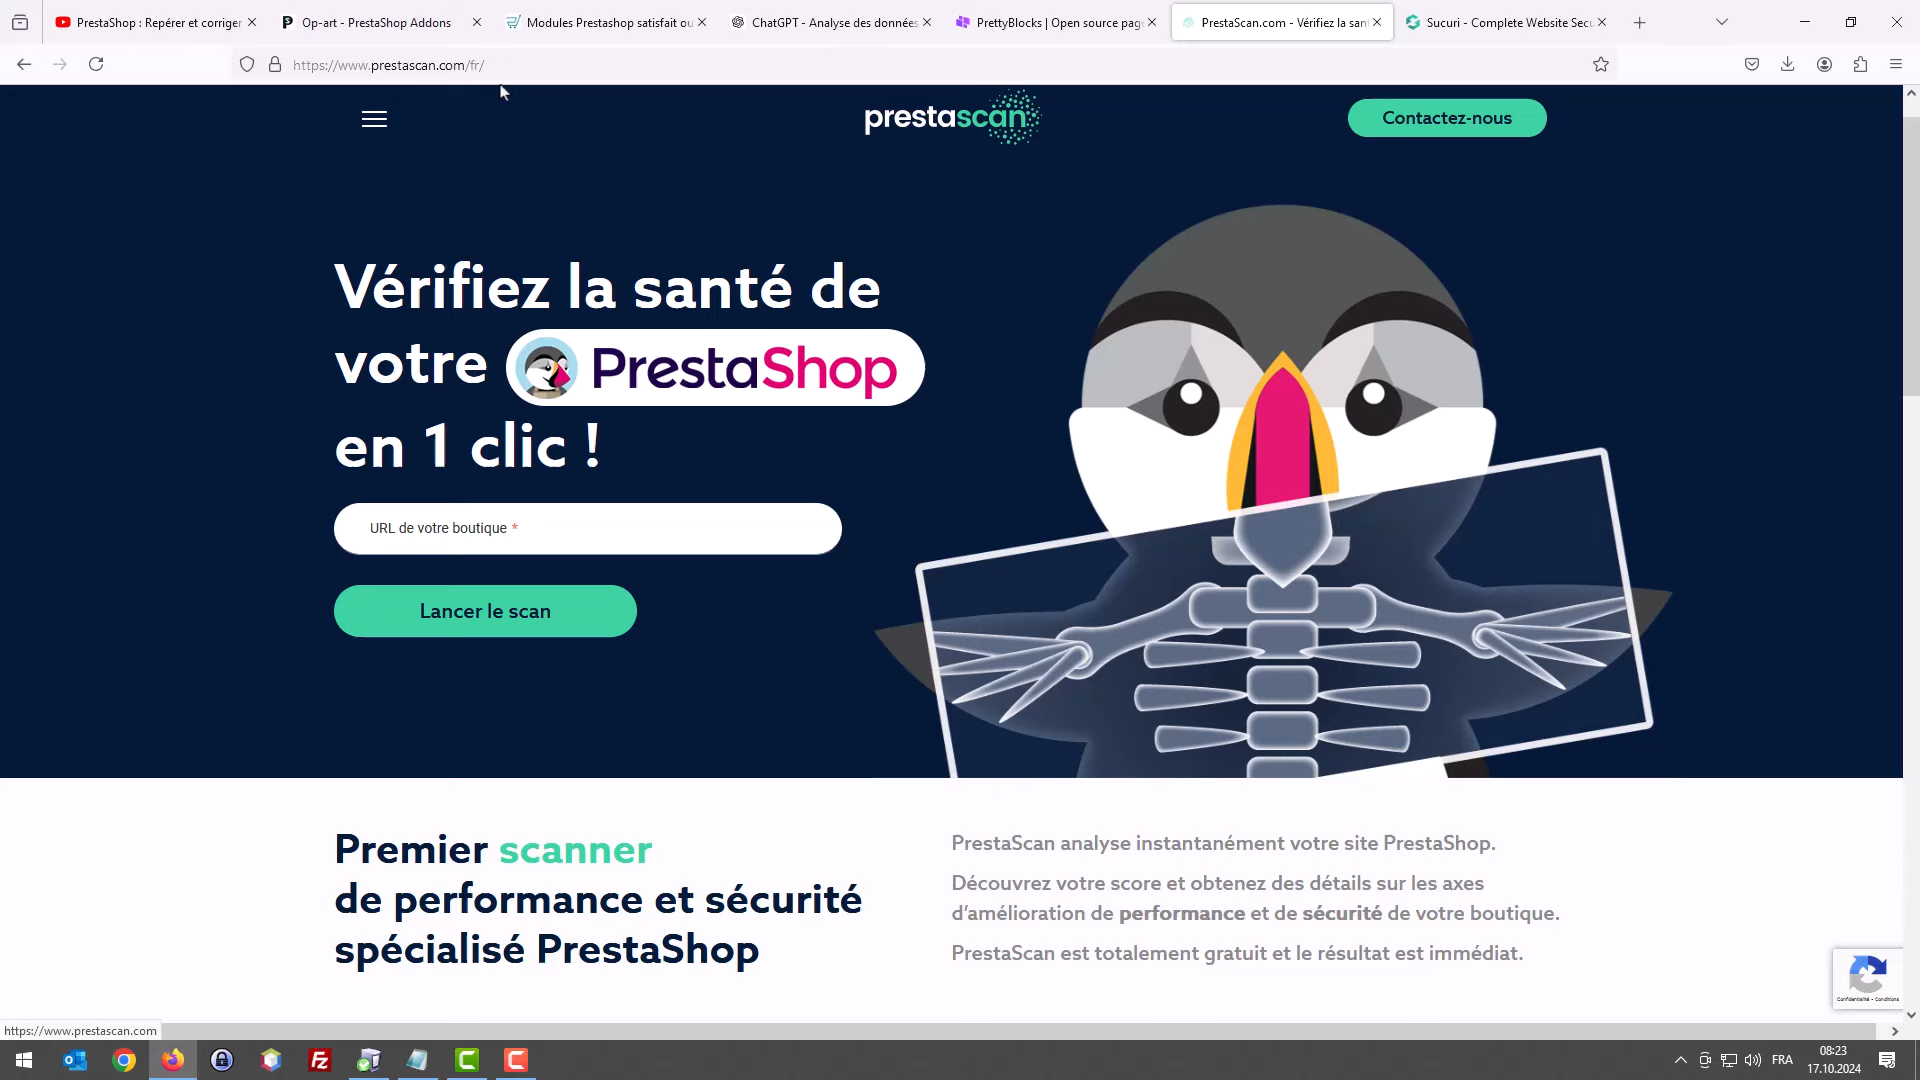 PrestaShop : Repérer et corriger
Op-art - PrestaShop Addons
Modules Prestashop satisfait ou
ChatGPT - Analyse des données
PrettyBlocks | Open source page
PrestaScan.com - Vérifiez la sant
Sucuri - Complete Website Secu
https://www.prestascan.com/fr/
prestascan
Contactez-nous
Vérifiez la santé de
votre PrestaShop
en 1 clic !
URL de votre boutique *
Lancer le scan
Premier scanner
de performance et sécurité
spécialisé PrestaShop
PrestaScan analyse instantanément votre site PrestaShop.
Découvrez votre score et obtenez des détails sur les axes
d'amélioration de performance et de sécurité de votre boutique.
PrestaScan est totalement gratuit et le résultat est immédiat.
Confidentialité - Conditions
https://www.prestascan.com
FRA
08:23
17.10.2024